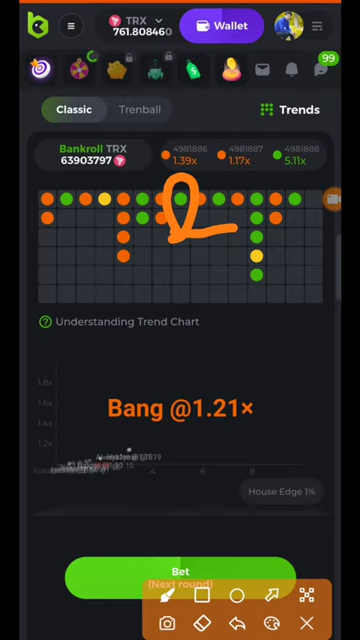 TRX
761.808460
Wallet
99
Classic
Trenball
Trends
Bankroll TRX
63903797
4981886
1.39x
4981887
1.17x
4981888
5.11x
Understanding Trend Chart
1.8x
1.6x
1.4x
1.2x
Bang @1.21×
4
6
8
House Edge 1%
Bet
(Next round)